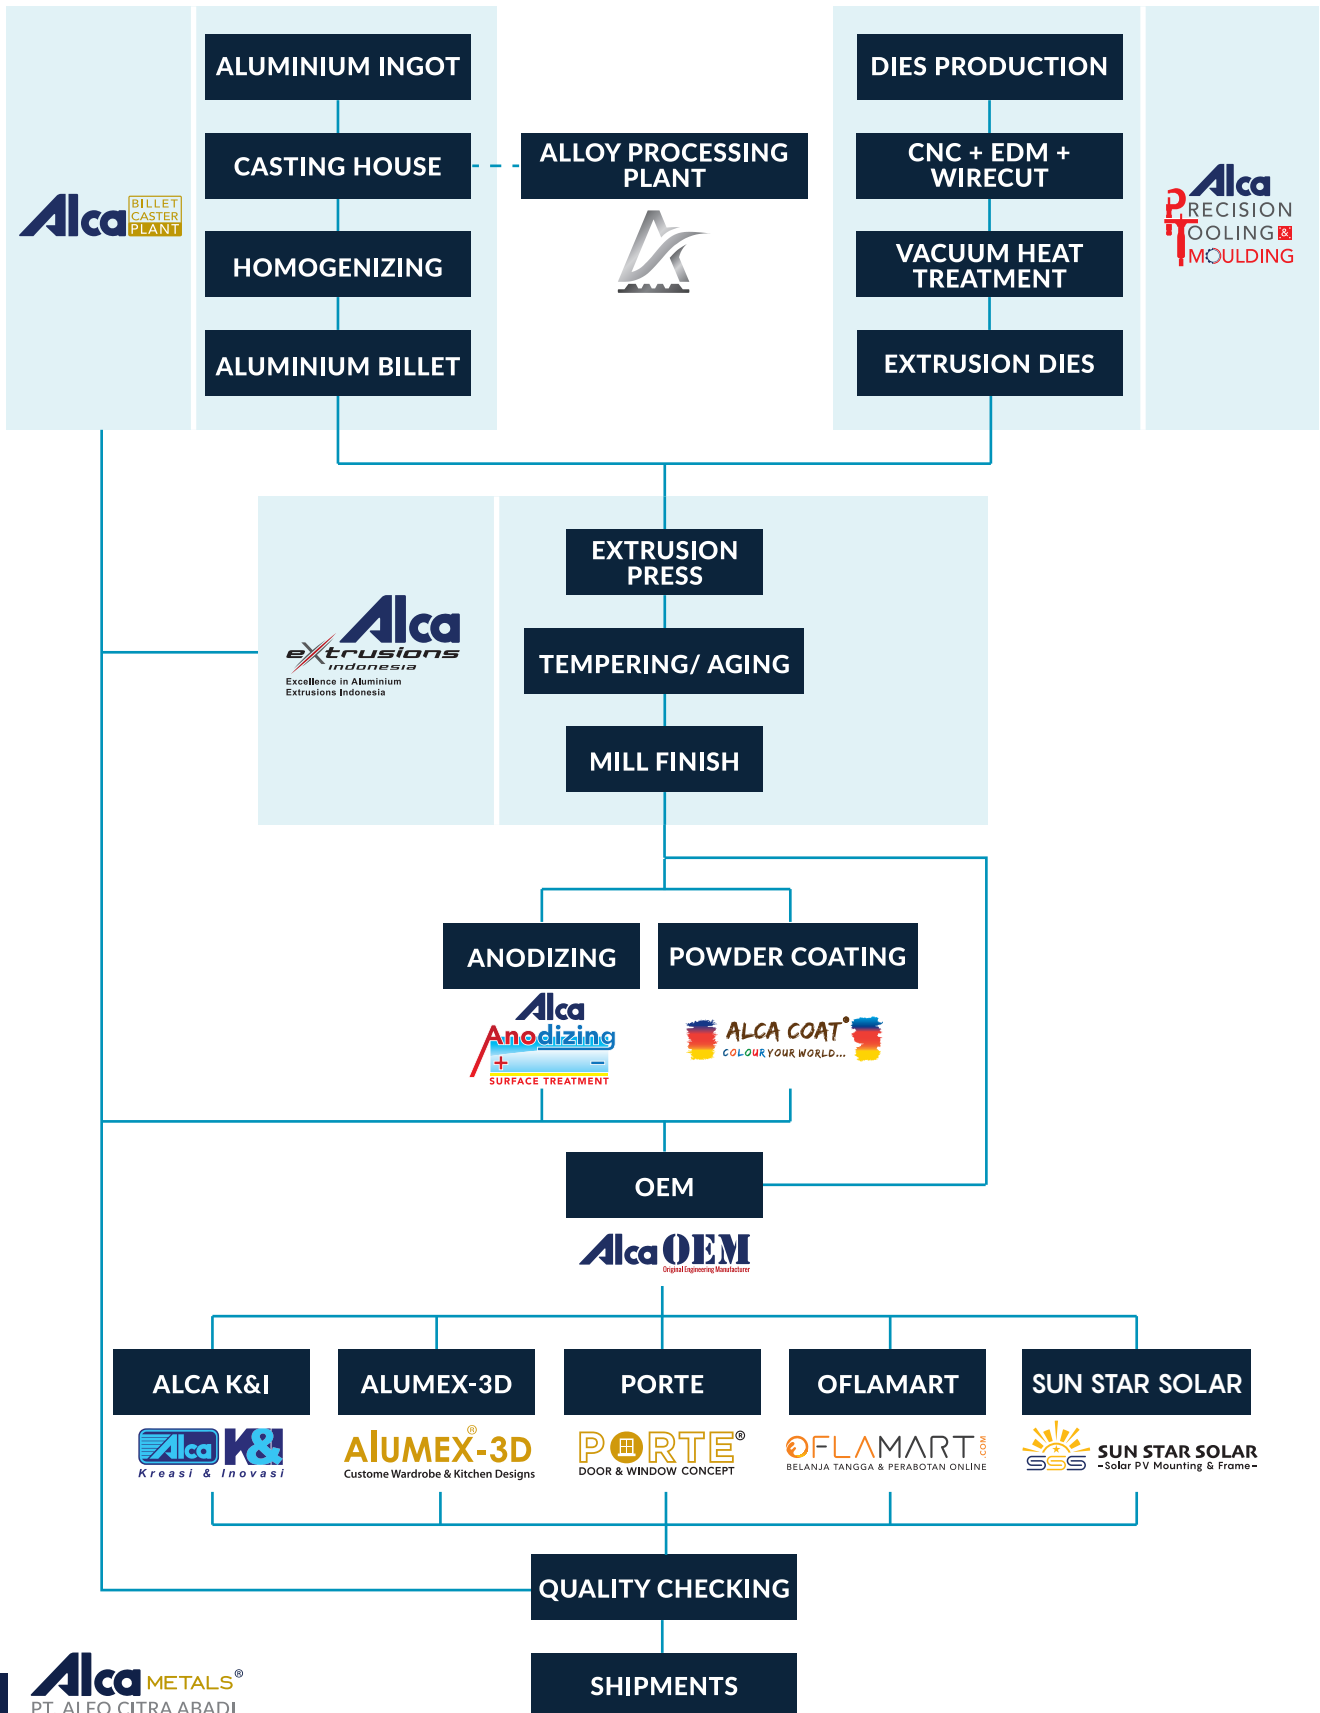 ALUMINIUM INGOT
CASTING HOUSE
HOMOGENIZING
ALUMINIUM BILLET
Alca BILLET
CASTER
PLANT
ALLOY PROCESSING
PLANT
DIES PRODUCTION
CNC + EDM +
WIRECUT
VACUUM HEAT
TREATMENT
EXTRUSION DIES
Alca
PRECISION
TOOLING &
MOULDING
EXTRUSION
PRESS
TEMPERING/ AGING
MILL FINISH
Alca
extrusions
indonesia
Excellence in Aluminium
Extrusions Indonesia
ANODIZING
Alca
Anodizing
+ −
SURFACE TREATMENT
POWDER COATING
ALCA COAT
COLOUR YOUR WORLD...
OEM
Alca OEM
Original Engineering Manufacturer
ALCA K&I
Alca K&I
Kreasi & Inovasi
ALUMEX-3D
AlUMEX®-3D
Custome Wardrobe & Kitchen Designs
PORTE
PORTE®
DOOR & WINDOW CONCEPT
OFLAMART
OFLAMART.COM
BELANJA TANGGA & PERABOTAN ONLINE
SUN STAR SOLAR
SSS SUN STAR SOLAR
-Solar PV Mounting & Frame-
QUALITY CHECKING
SHIPMENTS
Alca METALS®
PT. ALFO CITRA ABADI